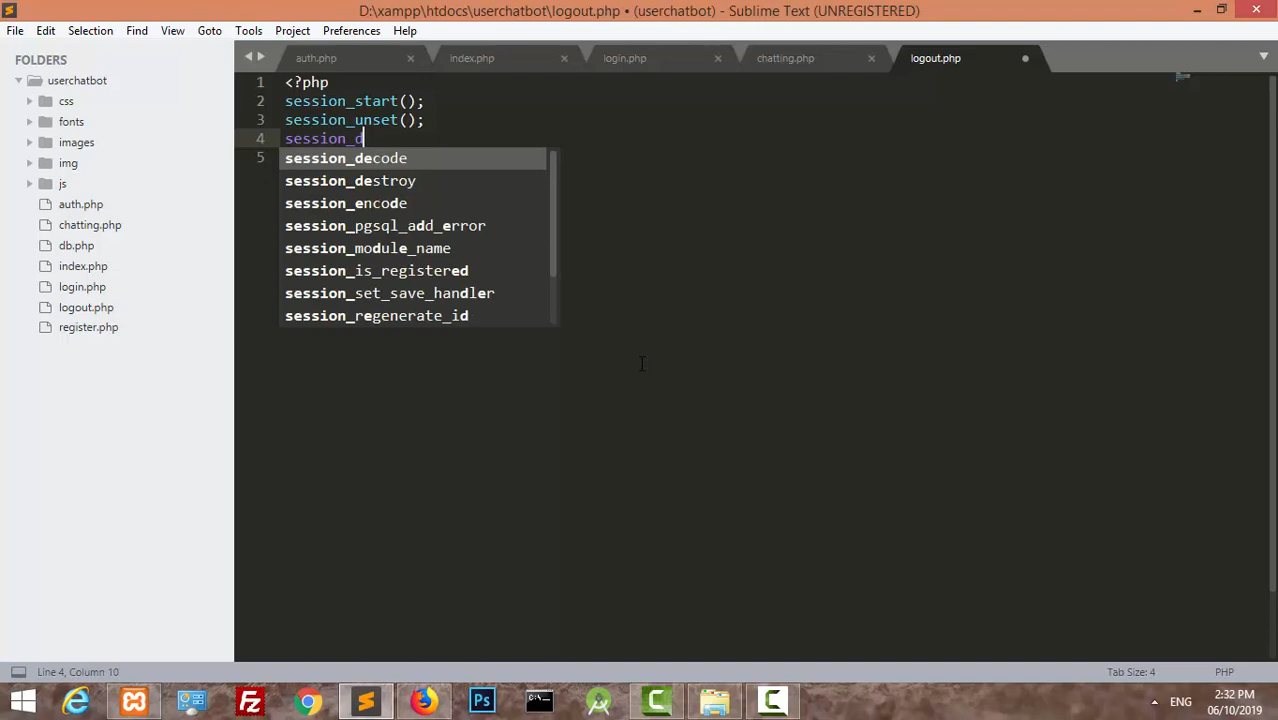 D:\xampp\htdocs\userchatbot\logout.php • (userchatbot) - Sublime Text (UNREGISTERED)
File Edit Selection Find View Goto Tools Project Preferences Help
FOLDERS
userchatbot
css
fonts
images
img
js
auth.php
chatting.php
db.php
index.php
login.php
logout.php
register.php
auth.php index.php login.php chatting.php logout.php
1 <?php
2 session_start();
3 session_unset();
4 session_d
5
session_decode
session_destroy
session_encode
session_pgsql_add_error
session_module_name
session_is_registered
session_set_save_handler
session_regenerate_id
Line 4, Column 10 Tab Size: 4 PHP
Ps
ENG
2:32 PM
06/10/2019